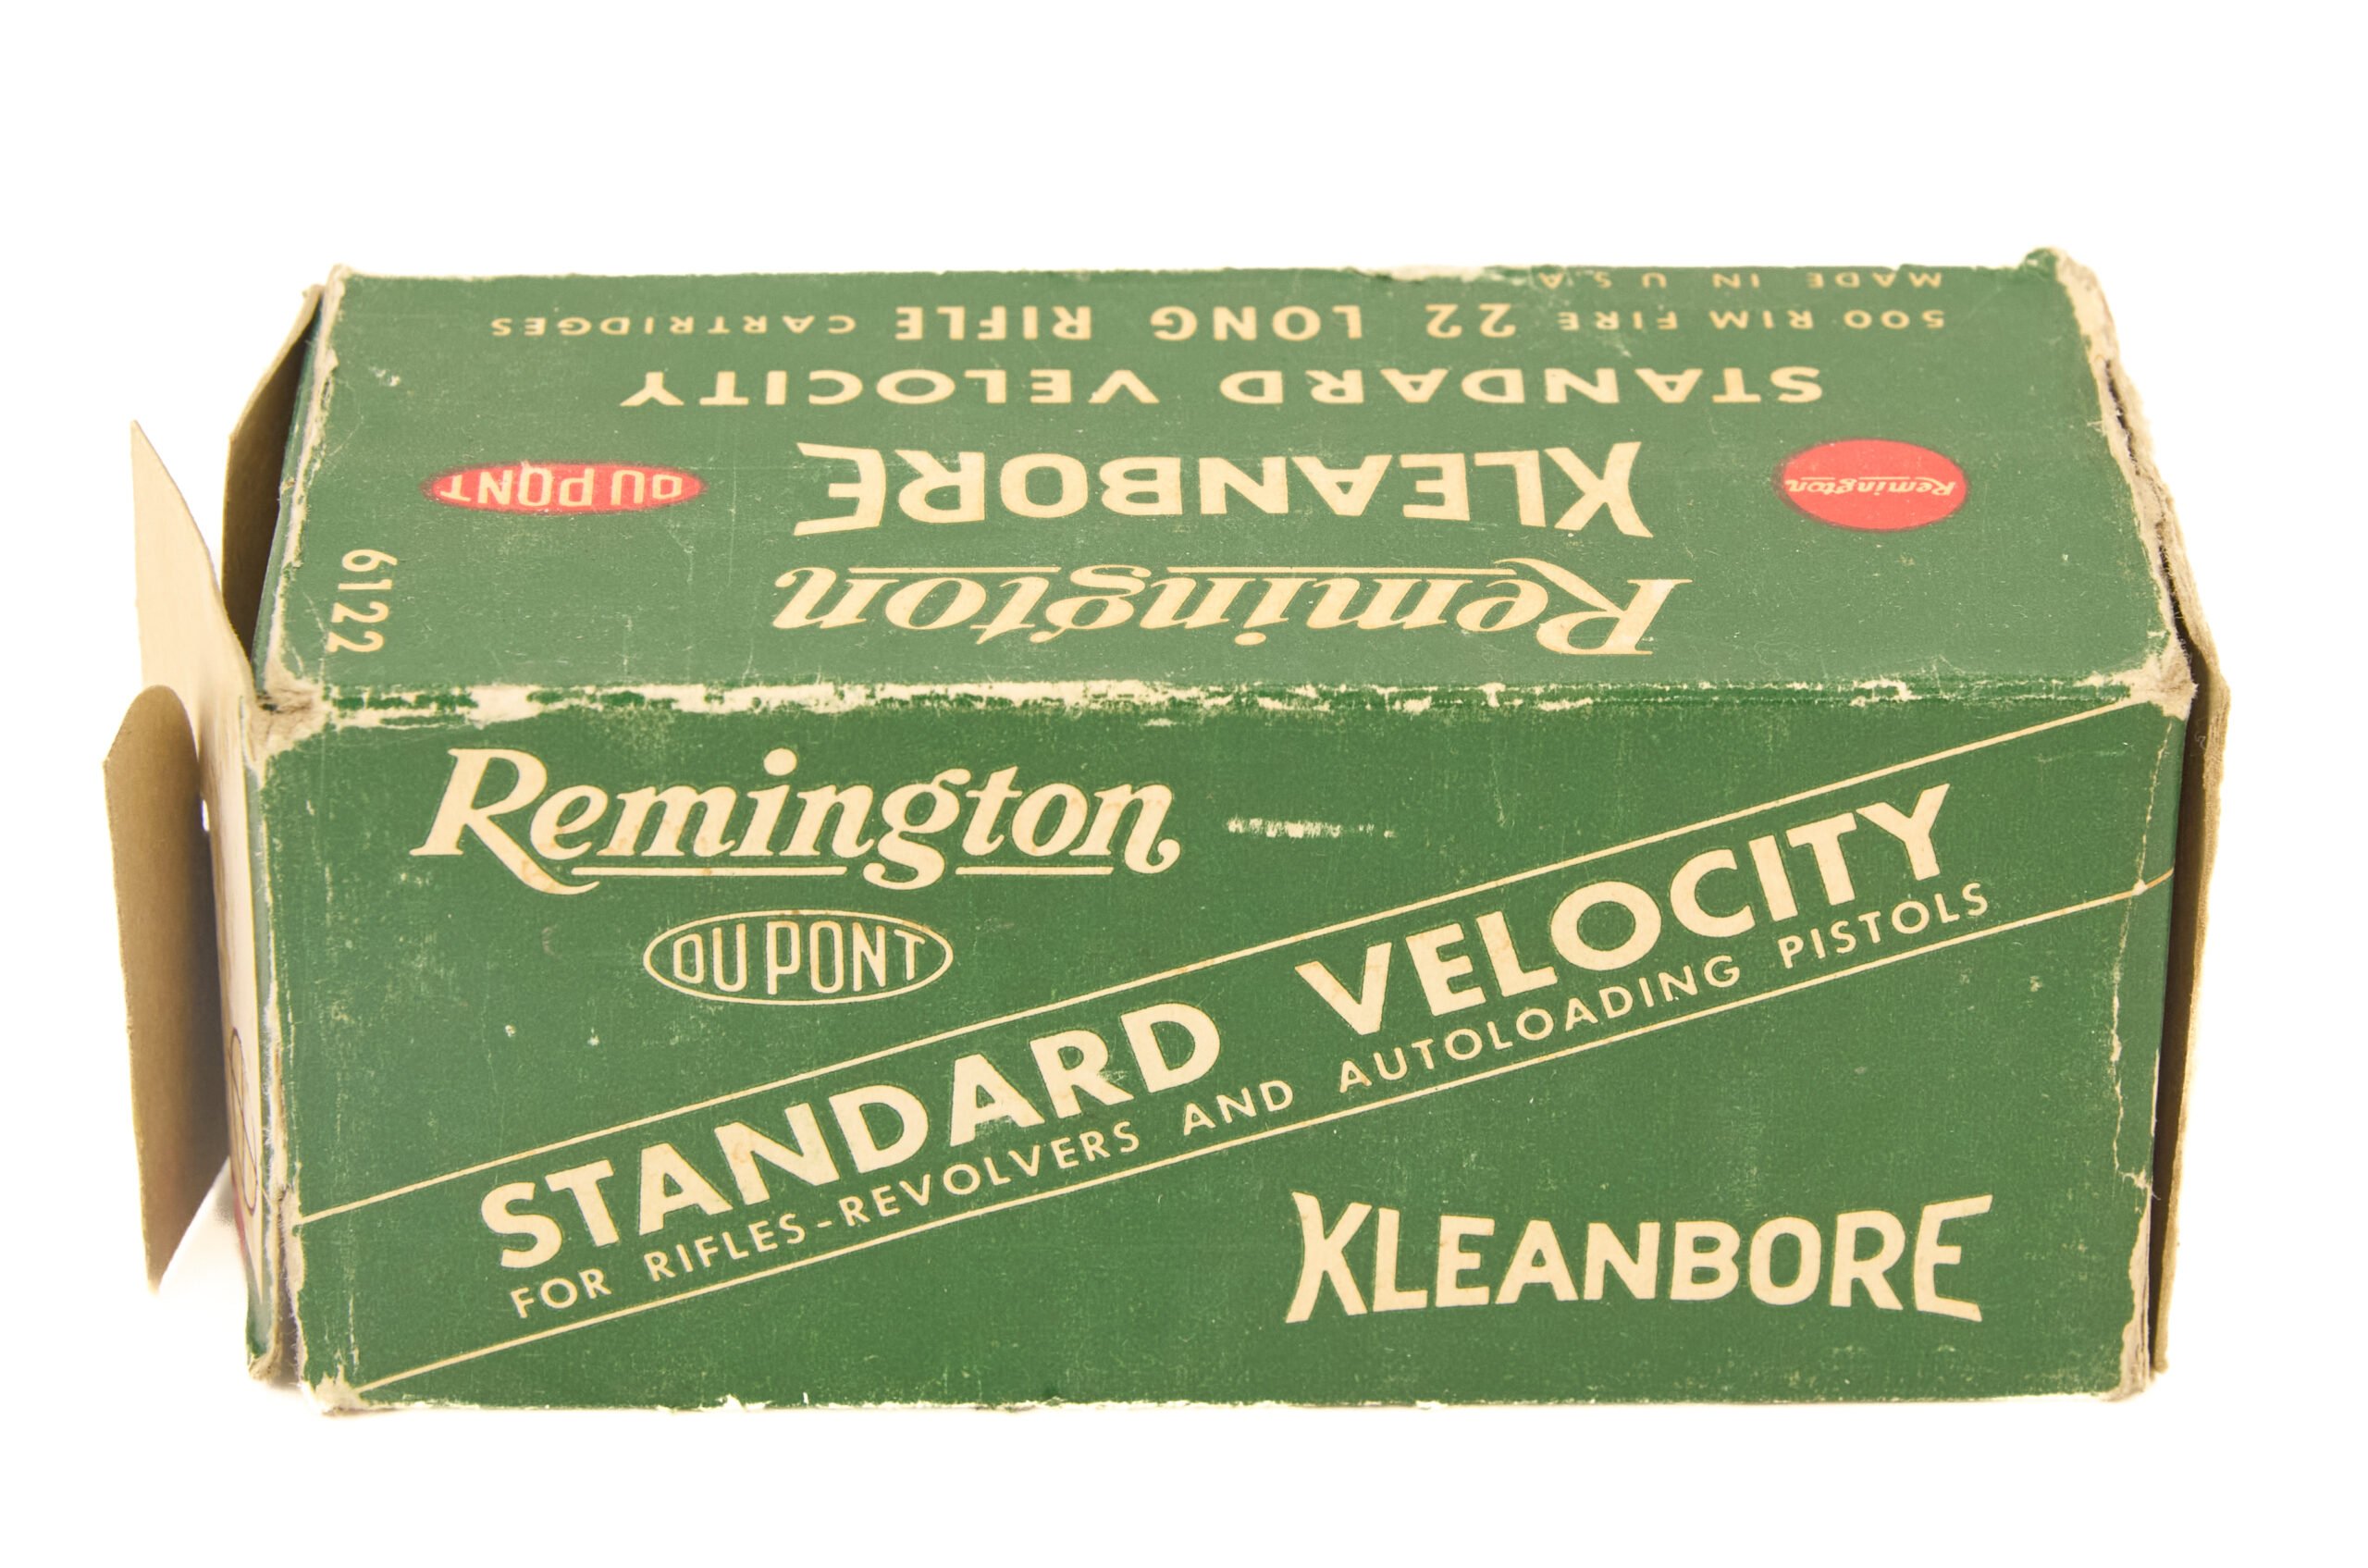 Remington
KLEANBORE
Remington
DU PONT
STANDARD VELOCITY
500 RIM FIRE 22 LONG RIFLE CARTRIDGES
MADE IN U.S.A.
6122
Remington
DU PONT
STANDARD VELOCITY
FOR RIFLES-REVOLVERS AND AUTOLOADING PISTOLS
KLEANBORE